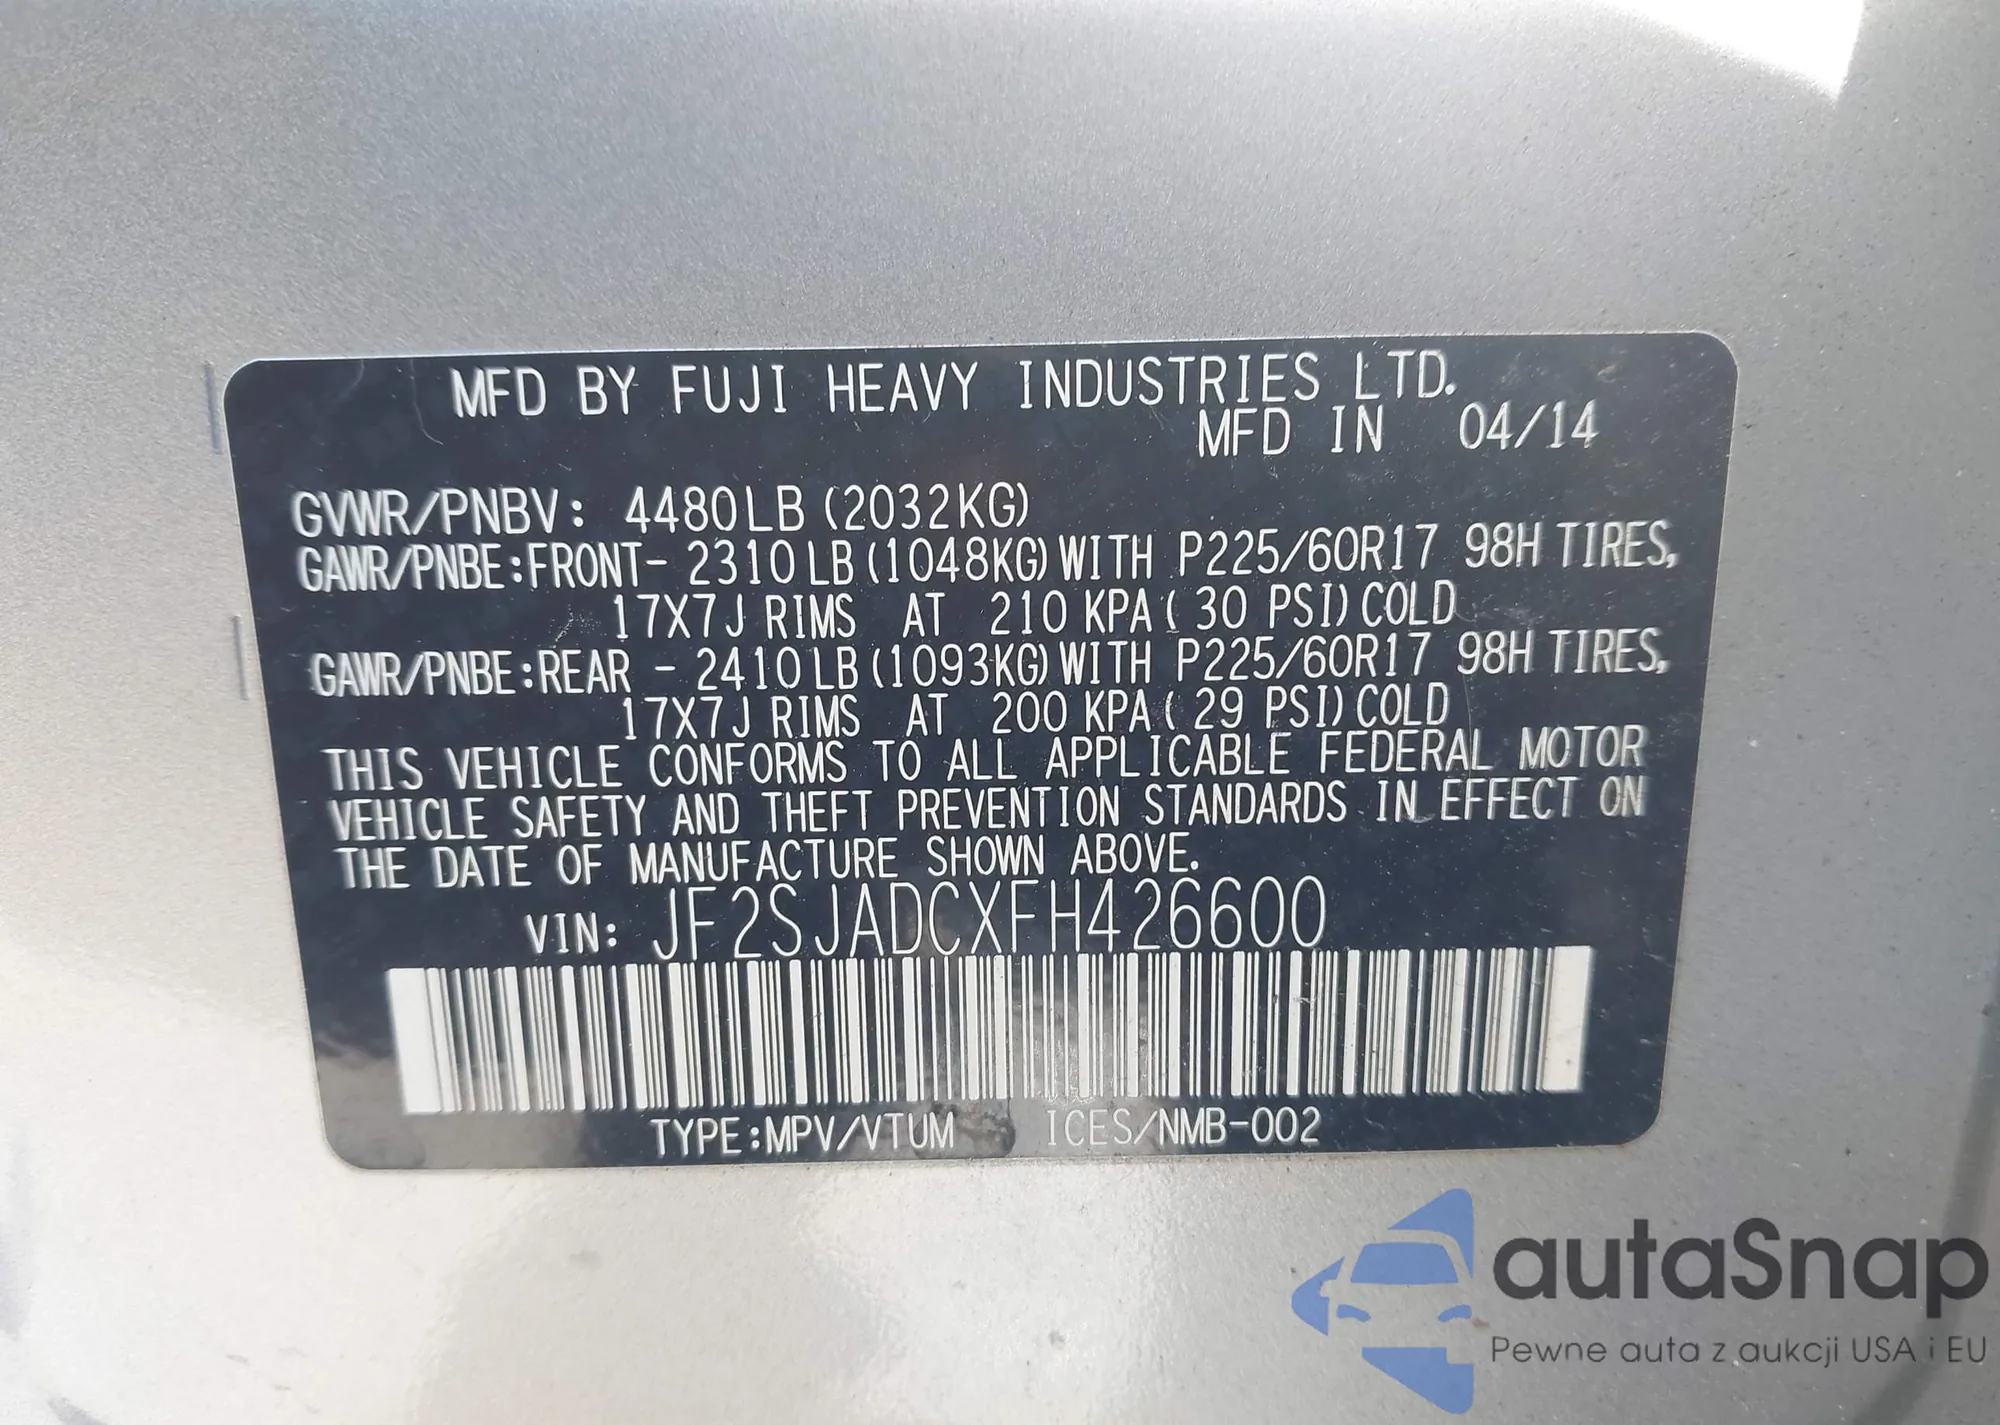 MFD BY FUJI HEAVY INDUSTRIES LTD.
MFD IN 04/14
GVWR/PNBV: 4480LB (2032KG)
GAWR/PNBE:FRONT- 2310LB (1048KG) WITH P225/60R17 98H TIRES,
17X7J RIMS AT 210 KPA ( 30 PSI) COLD
GAWR/PNBE:REAR - 2410LB (1093KG) WITH P225/60R17 98H TIRES,
17X7J RIMS AT 200 KPA ( 29 PSI) COLD
THIS VEHICLE CONFORMS TO ALL APPLICABLE FEDERAL MOTOR
VEHICLE SAFETY AND THEFT PREVENTION STANDARDS IN EFFECT ON
THE DATE OF MANUFACTURE SHOWN ABOVE.
VIN: JF2SJADCXFH426600
TYPE:MPV/VTUM ICES/NMB-002
autaSnap
Pewne auta z aukcji USA i EU